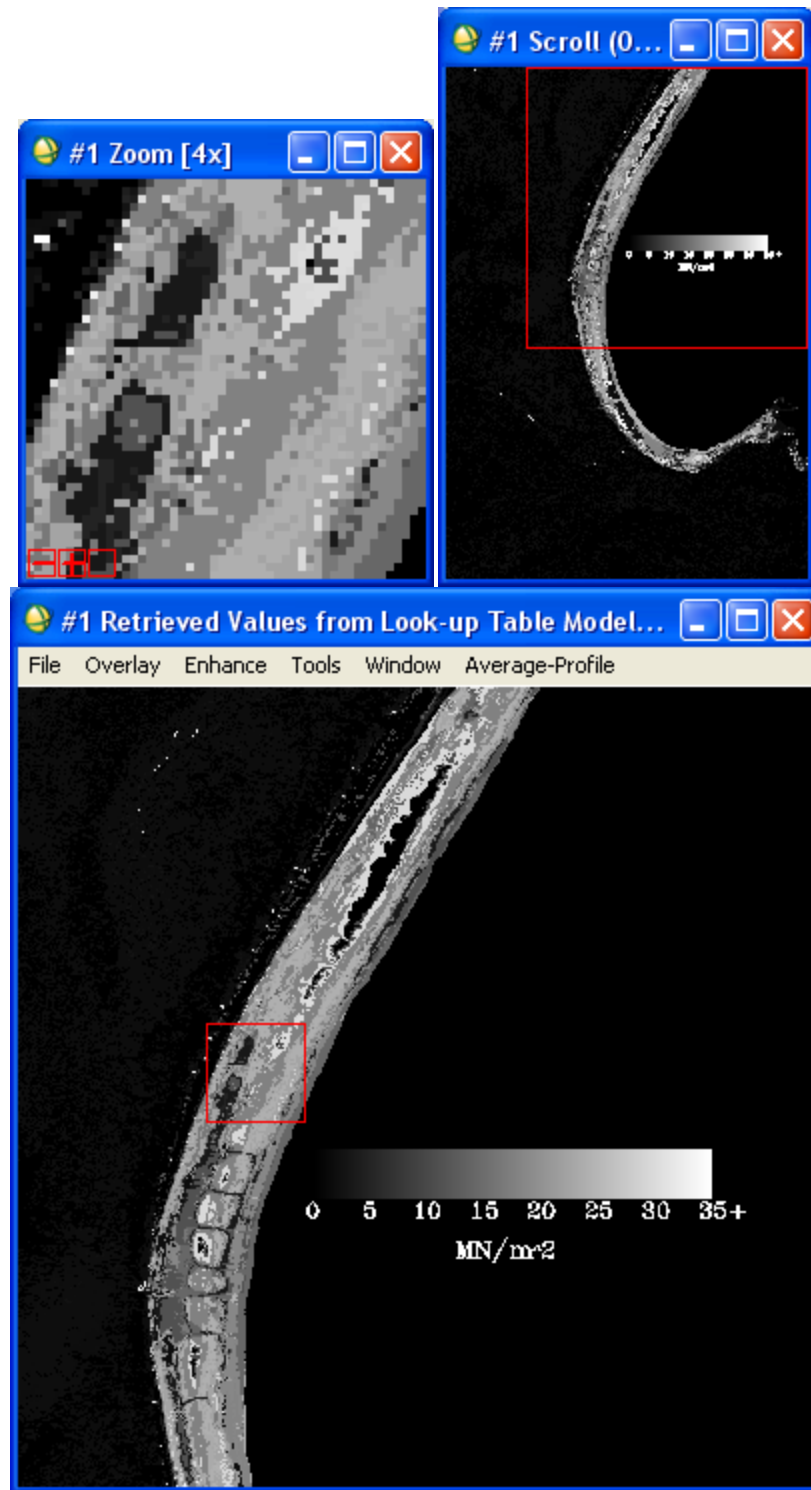 #1 Scroll (0...
#1 Zoom [4x]
#1 Retrieved Values from Look-up Table Model...
File Overlay Enhance Tools Window Average-Profile
0 5 10 15 20 25 30 35+
MN/m^2